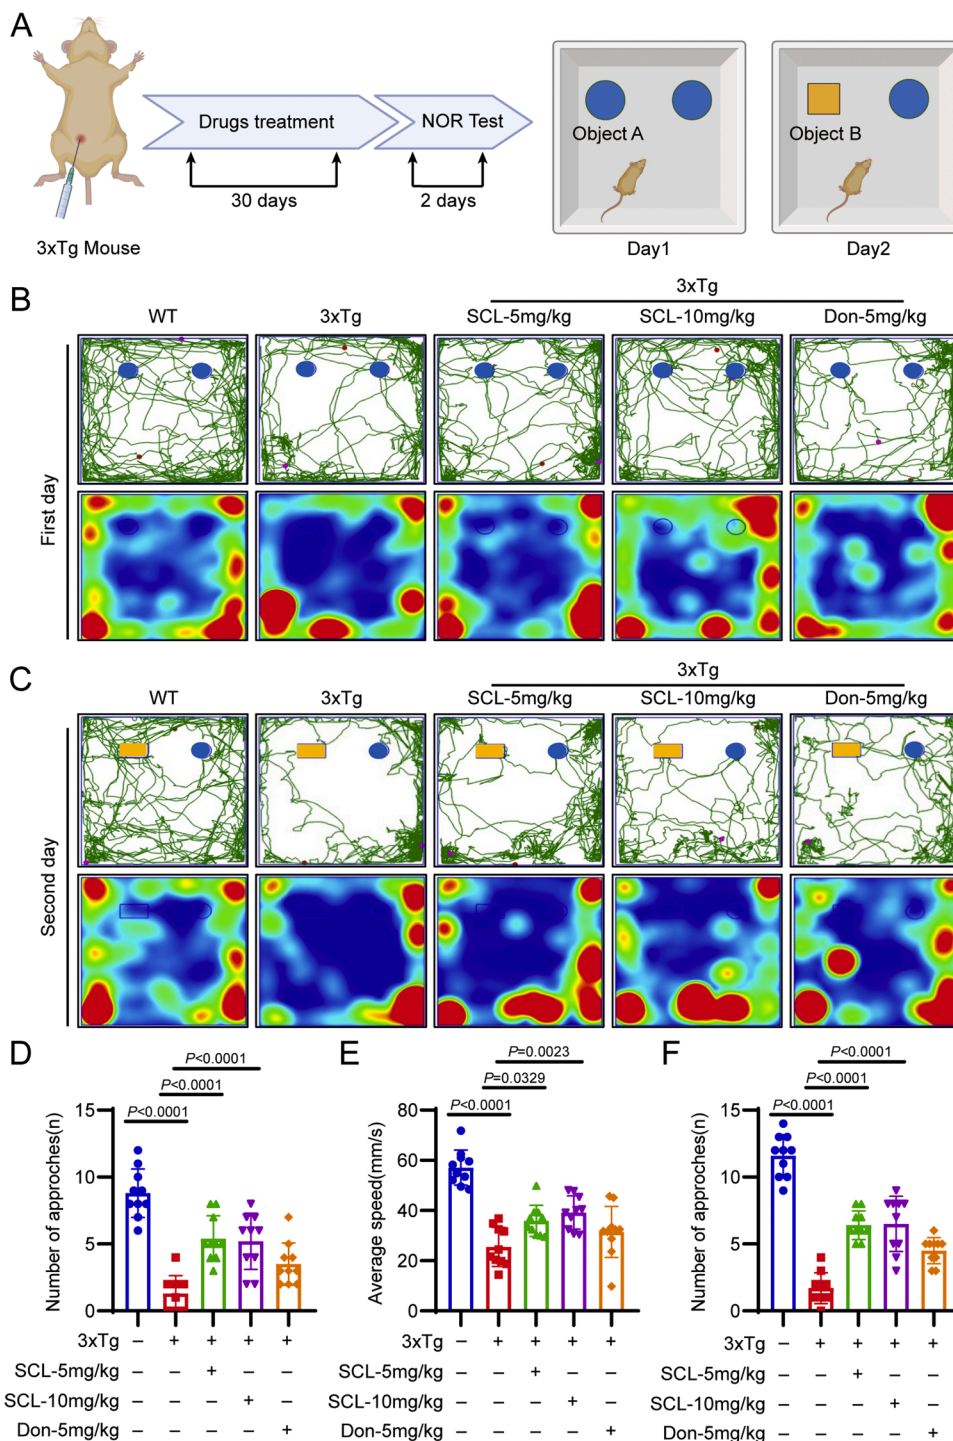 A
Drugs treatment
NOR Test
30 days
2 days
3xTg Mouse
Object A
Day1
Object B
Day2
B
3xTg
WT
3xTg
SCL-5mg/kg
SCL-10mg/kg
Don-5mg/kg
First day
C
3xTg
WT
3xTg
SCL-5mg/kg
SCL-10mg/kg
Don-5mg/kg
Second day
D
P<0.0001
P<0.0001
P<0.0001
Number of approches(n)
15
10
5
0
3xTg – + + + +
SCL-5mg/kg – – + – –
SCL-10mg/kg – – – + –
Don-5mg/kg – – – – +
E
P=0.0023
P=0.0329
P<0.0001
Average speed(mm/s)
80
60
40
20
0
3xTg – + + + +
SCL-5mg/kg – – + – –
SCL-10mg/kg – – – + –
Don-5mg/kg – – – – +
F
P<0.0001
P<0.0001
P<0.0001
Number of approches(n)
15
10
5
0
3xTg – + + + +
SCL-5mg/kg – – + – –
SCL-10mg/kg – – – + –
Don-5mg/kg – – – – +